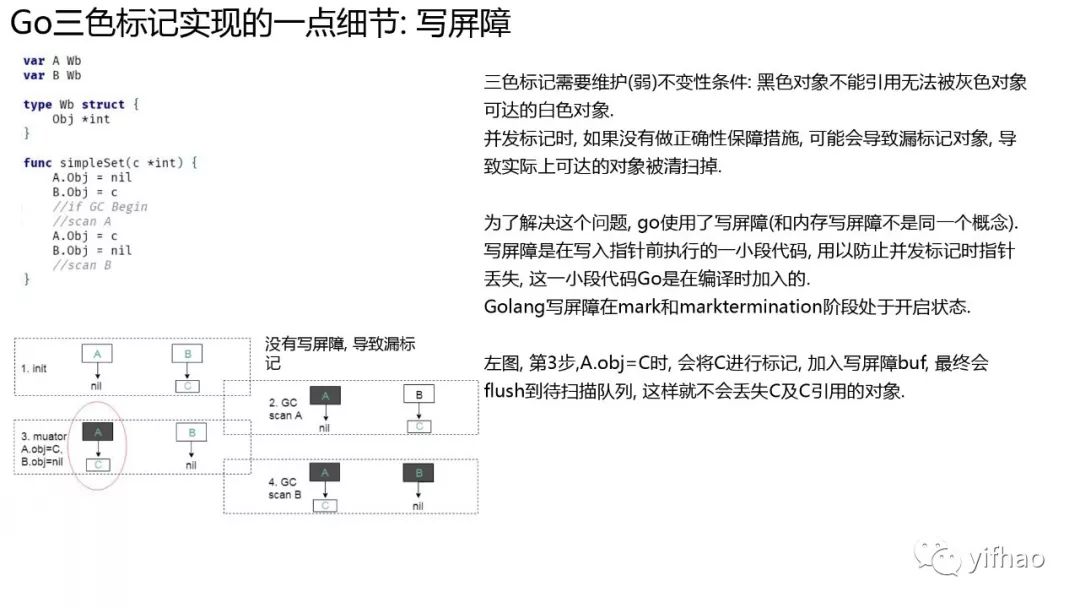 Go三色标记实现的一点细节: 写屏障
var A Wb
var B Wb
type Wb struct {
Obj *int
}
func simpleSet(c *int) {
A.Obj = nil
B.Obj = c
//if GC Begin
//scan A
A.Obj = c
B.Obj = nil
//scan B
}
三色标记需要维护(弱)不变性条件: 黑色对象不能引用无法被灰色对象
可达的白色对象.
并发标记时, 如果没有做正确性保障措施, 可能会导致漏标记对象, 导
致实际上可达的对象被清扫掉.
为了解决这个问题, go使用了写屏障(和内存写屏障不是同一个概念).
写屏障是在写入指针前执行的一小段代码, 用以防止并发标记时指针
丢失, 这一小段代码Go是在编译时加入的.
Golang写屏障在mark和marktermination阶段处于开启状态.
左图, 第3步,A.obj=C时, 会将C进行标记, 加入写屏障buf, 最终会
flush到待扫描队列, 这样就不会丢失C及C引用的对象.
没有写屏障, 导致漏标
记
1. init
A
B
nil
C
2. GC
scan A
A
B
nil
C
3. muator
A.obj=C.
B.obj=nil
A
B
C
nil
4. GC
scan B
A
B
C
nil
yifhao